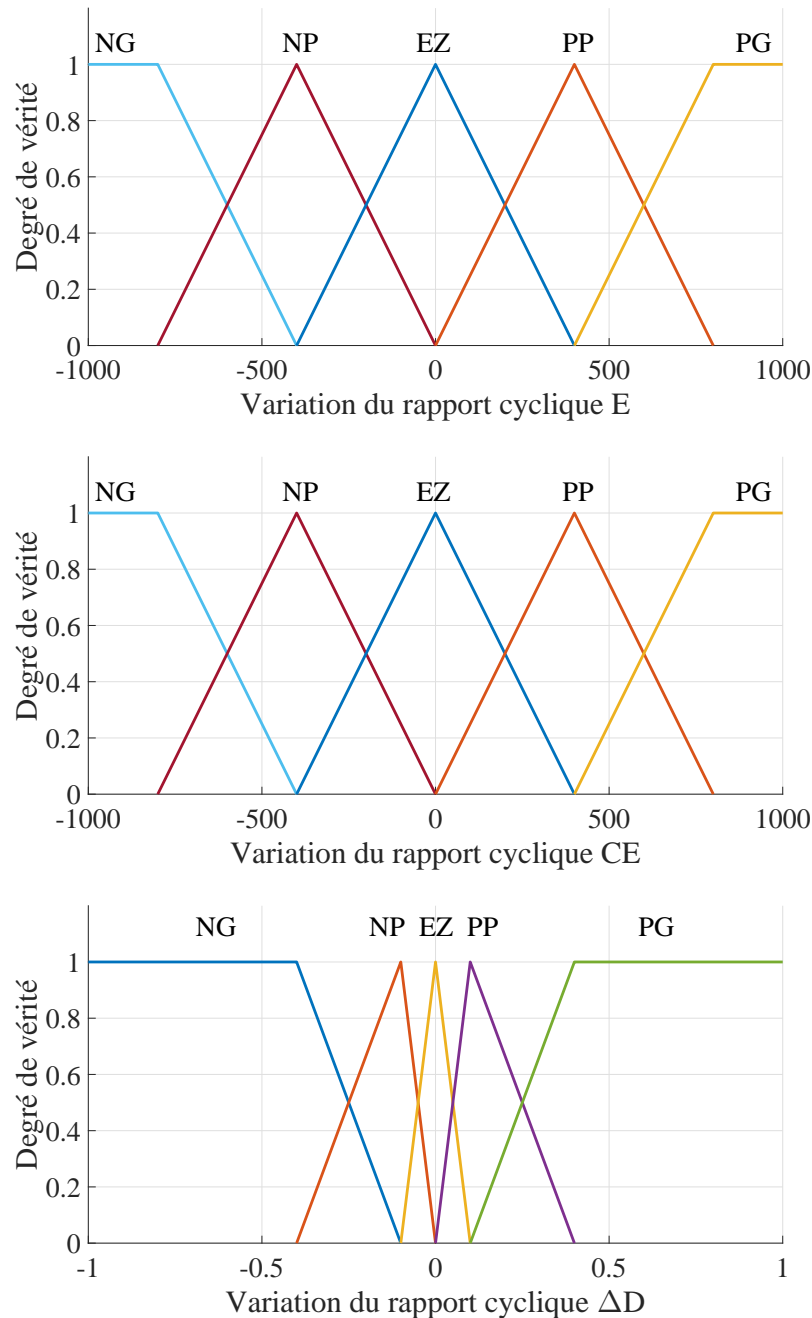 NG NP EZ PP PG
1
0.8
0.6
0.4
0.2
0
Degré de vérité
-1000 -500 0 500 1000
Variation du rapport cyclique E
NG NP EZ PP PG
1
0.8
0.6
0.4
0.2
0
Degré de vérité
-1000 -500 0 500 1000
Variation du rapport cyclique CE
NG NP EZ PP PG
1
0.8
0.6
0.4
0.2
0
Degré de vérité
-1 -0.5 0 0.5 1
Variation du rapport cyclique ΔD